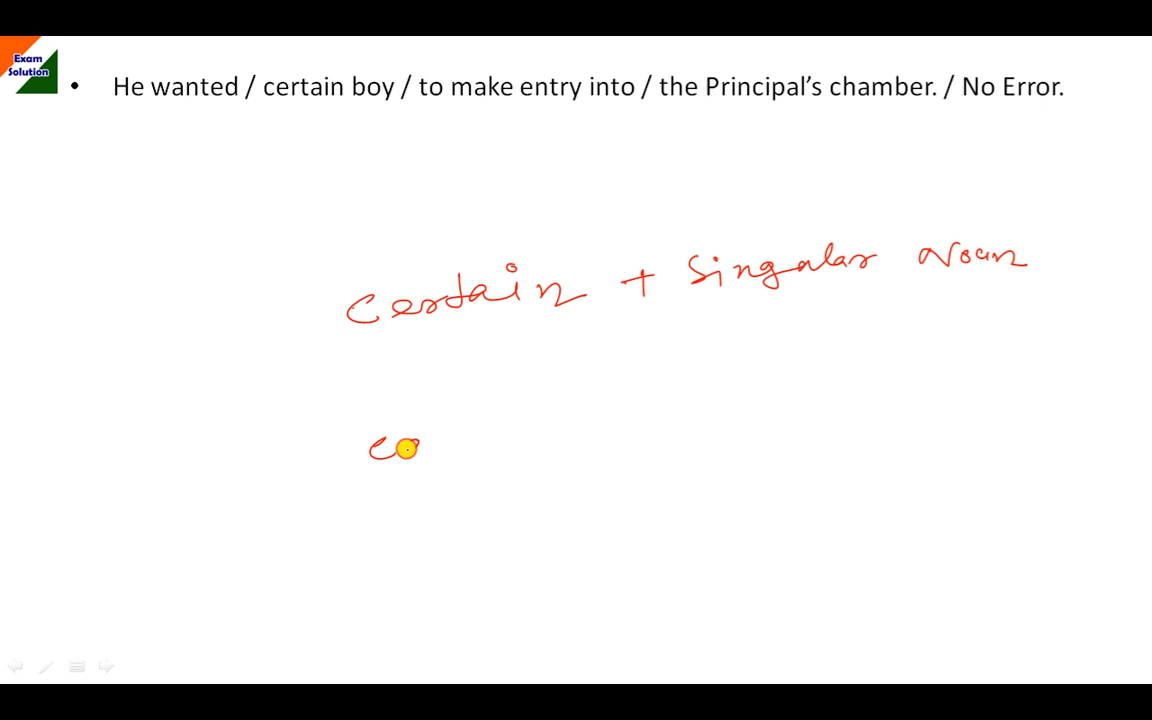 Exam
Solution
• He wanted / certain boy / to make entry into / the Principal's chamber. / No Error.
certain + Singular Noun